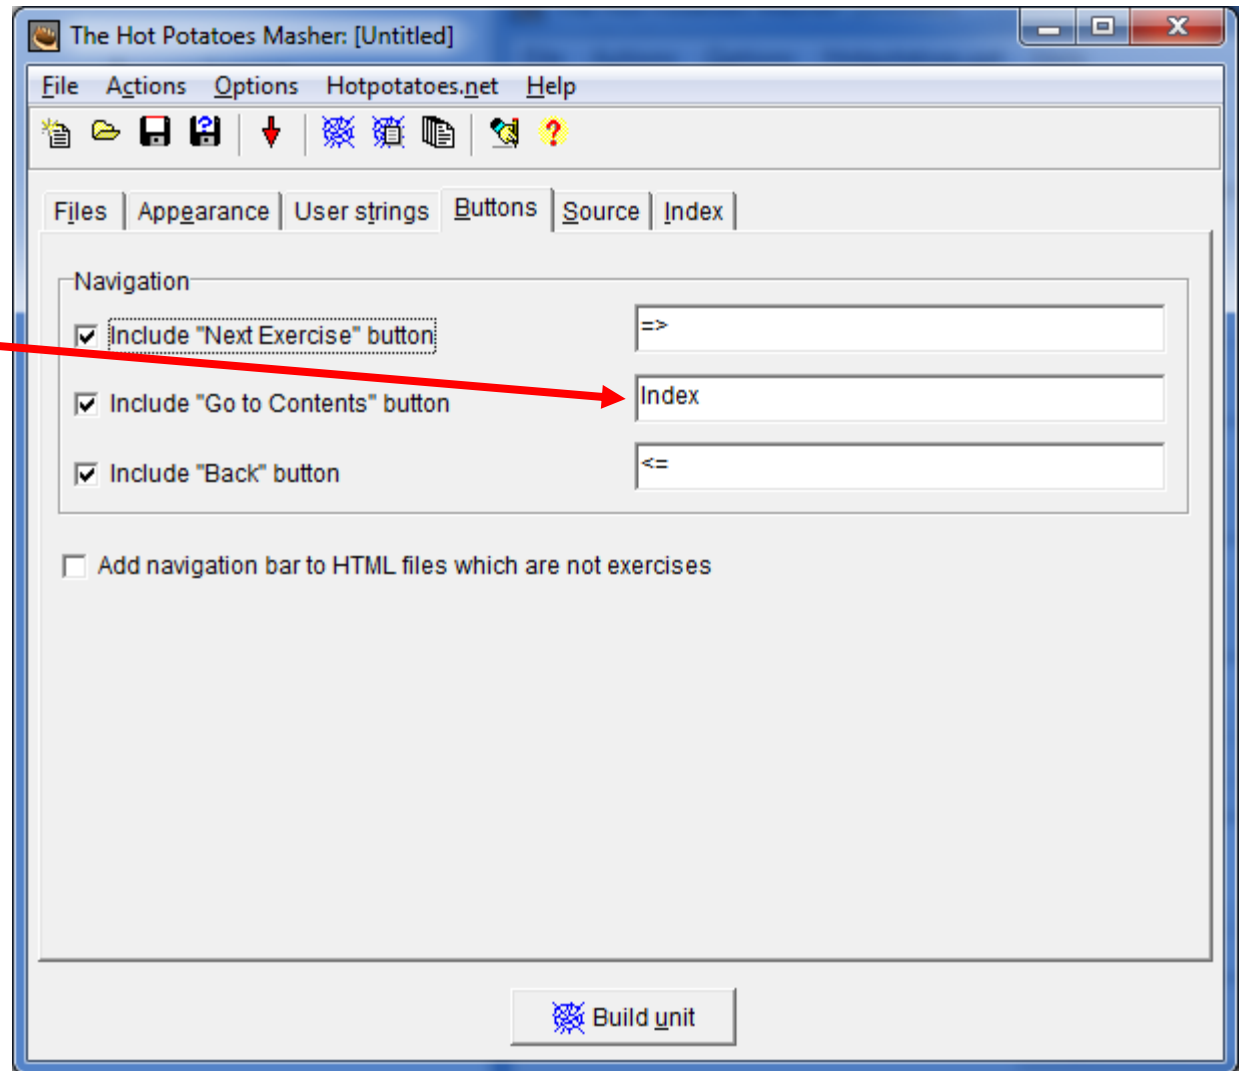 The Hot Potatoes Masher: [Untitled]
File Actions Options Hotpotatoes.net Help
Files Appearance User strings Buttons Source Index
Navigation
Include "Next Exercise" button =>
Include "Go to Contents" button Index
Include "Back" button <=
Add navigation bar to HTML files which are not exercises
Build unit